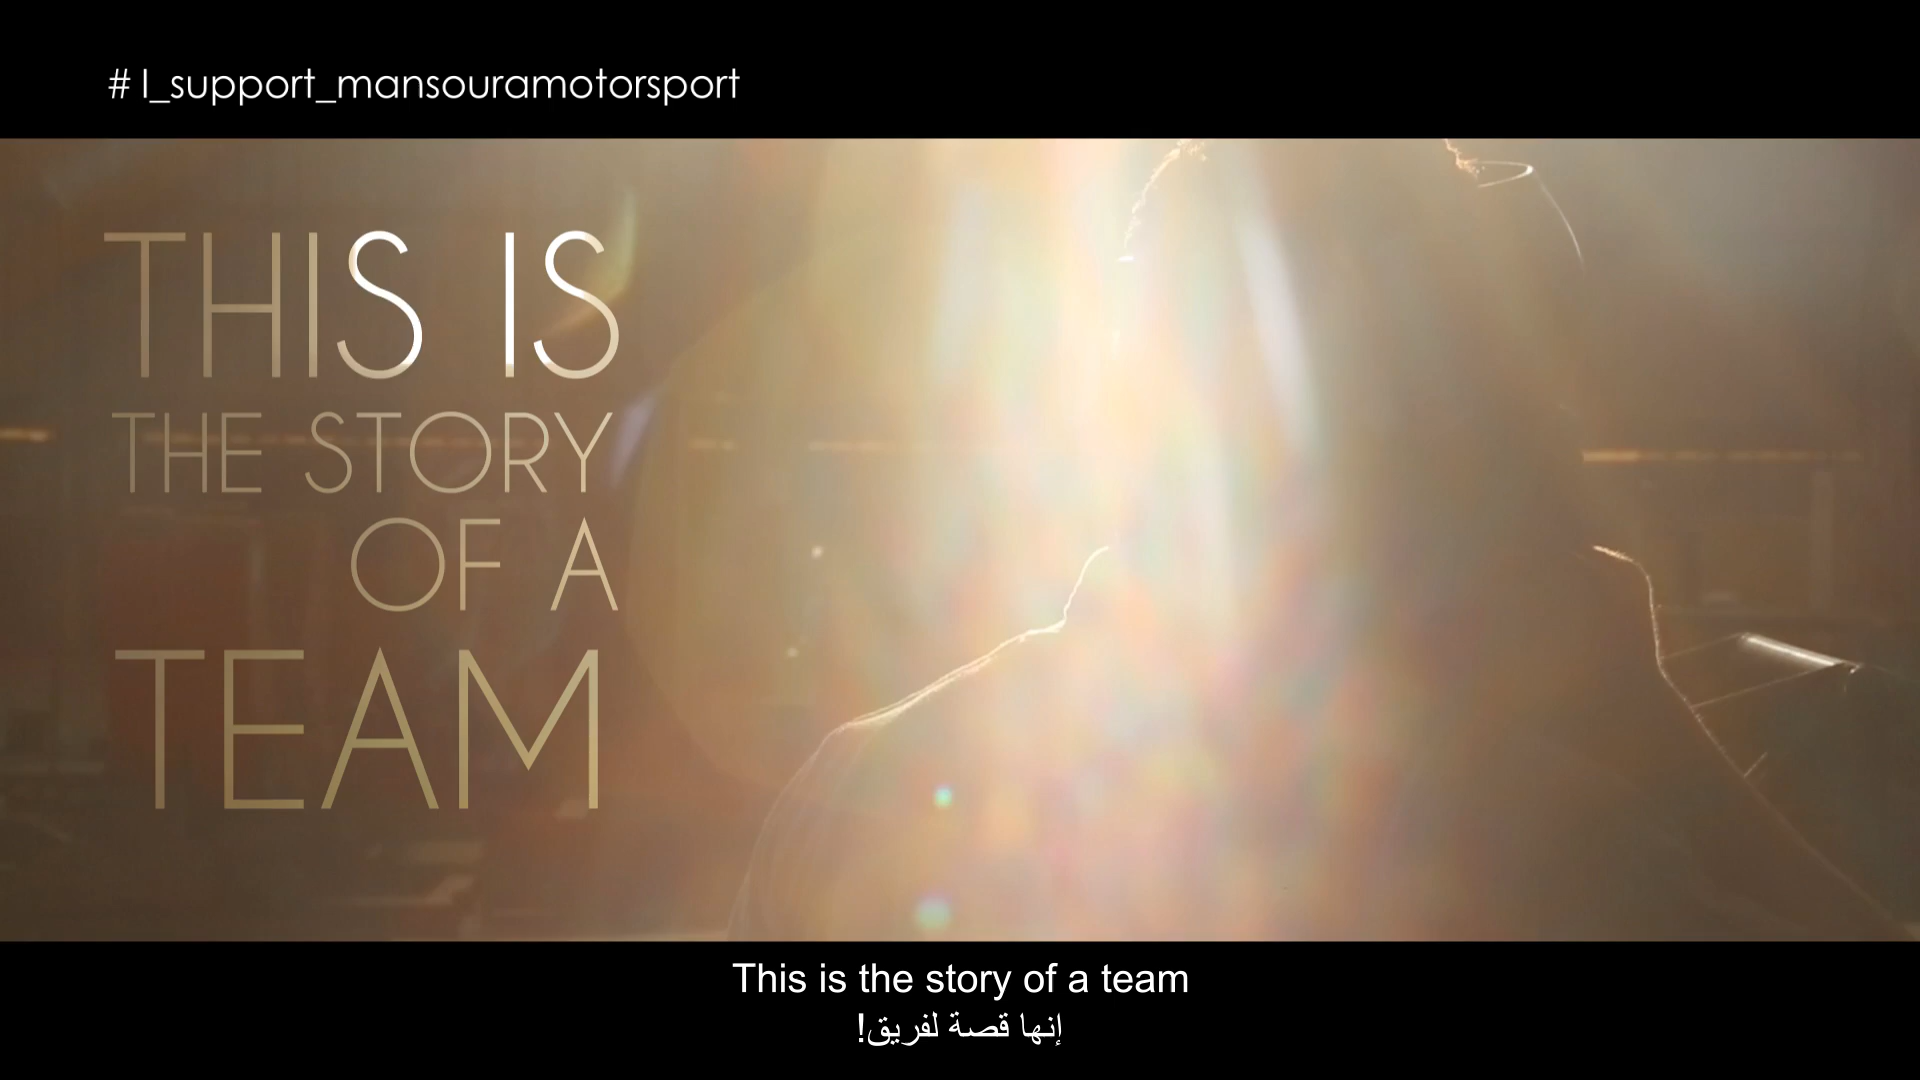 # I_support_mansouramotorsport
THIS IS
THE STORY
OF A
TEAM
This is the story of a team
إنها قصة لفريق!